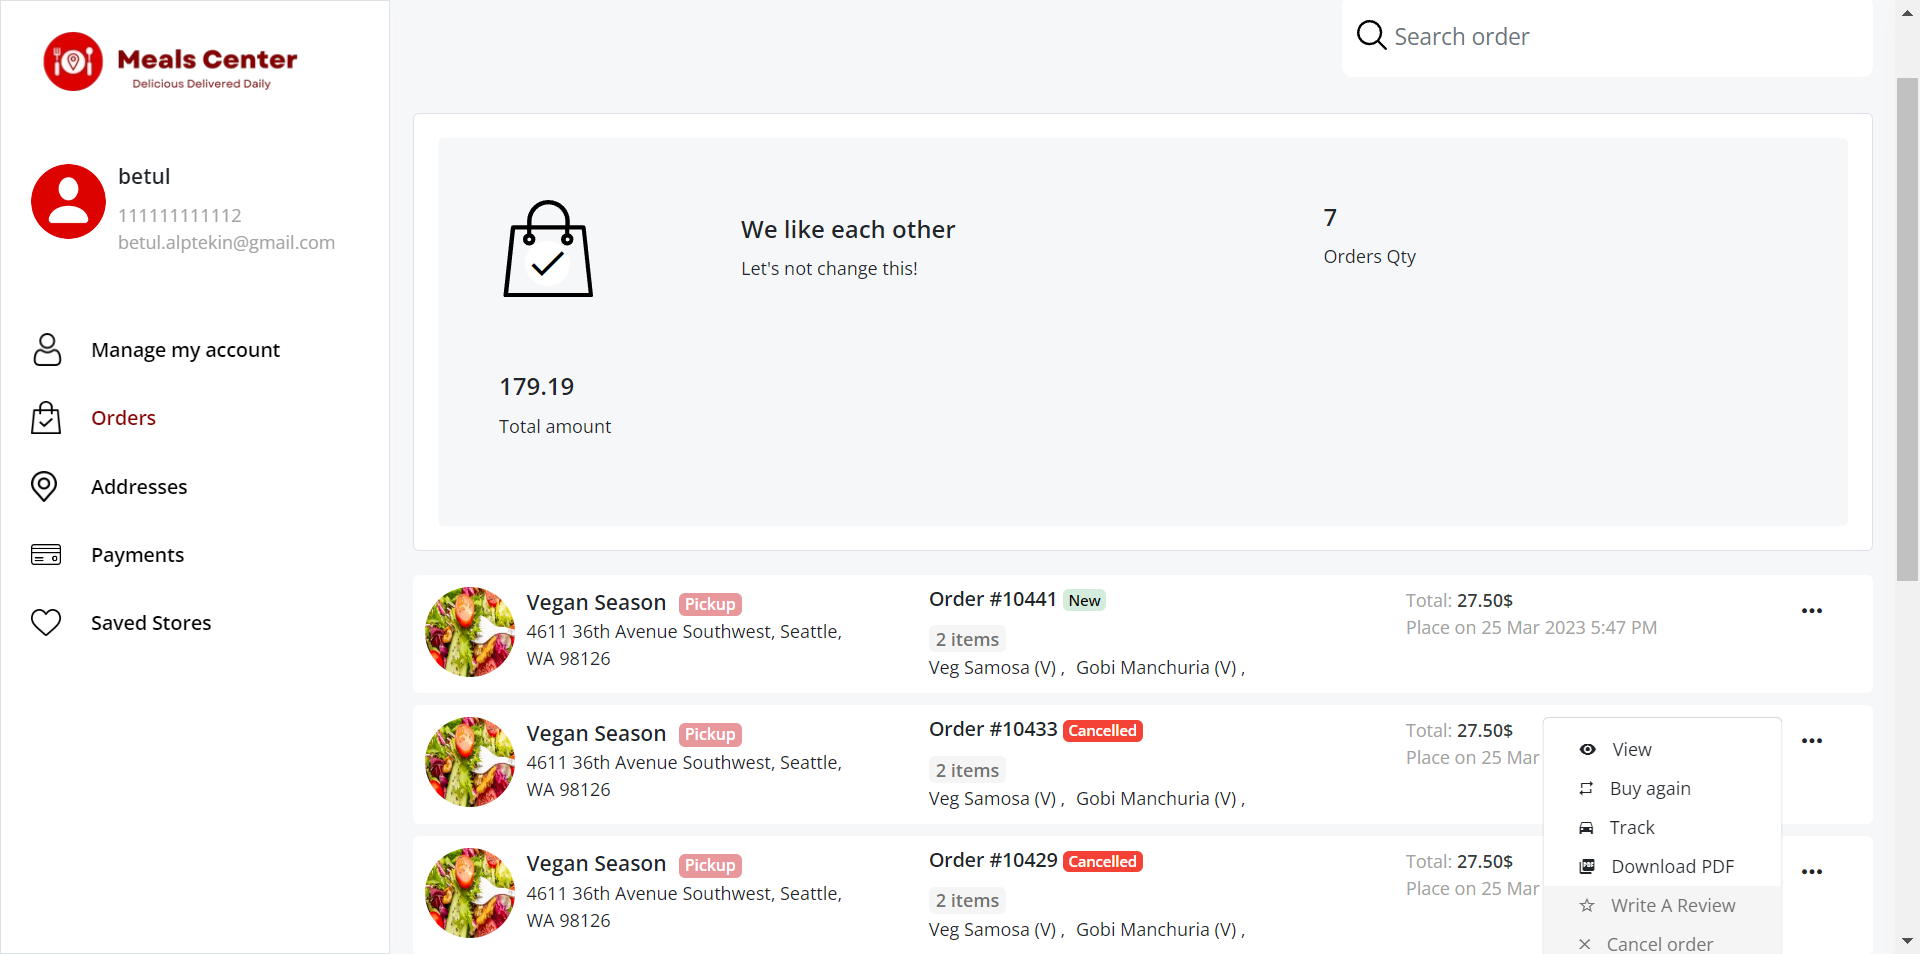 Meals Center
Delicious Delivered Daily
betul
111111111112
betul.alptekin@gmail.com
Manage my account
Orders
Addresses
Payments
Saved Stores
Search order
We like each other
Let's not change this!
7
Orders Qty
179.19
Total amount
Vegan Season Pickup
4611 36th Avenue Southwest, Seattle,
WA 98126
Order #10441 New
2 items
Veg Samosa (V) , Gobi Manchuria (V) ,
Total: 27.50$
Place on 25 Mar 2023 5:47 PM
Vegan Season Pickup
4611 36th Avenue Southwest, Seattle,
WA 98126
Order #10433 Cancelled
2 items
Veg Samosa (V) , Gobi Manchuria (V) ,
Total: 27.50$
Place on 25 Mar
Vegan Season Pickup
4611 36th Avenue Southwest, Seattle,
WA 98126
Order #10429 Cancelled
2 items
Veg Samosa (V) , Gobi Manchuria (V) ,
Total: 27.50$
Place on 25 Mar
View
Buy again
Track
Download PDF
Write A Review
Cancel order